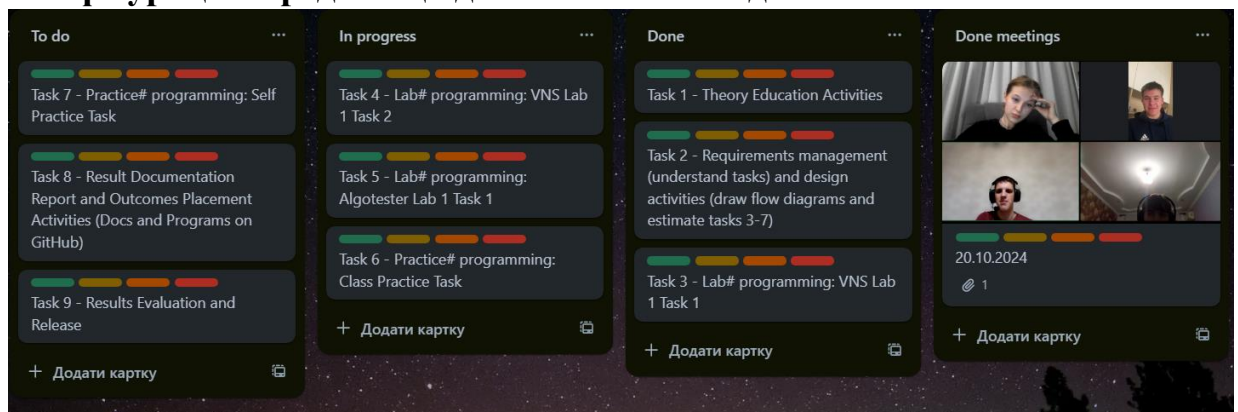 To do
Task 7 - Practice# programming: Self
Practice Task
Task 8 - Result Documentation
Report and Outcomes Placement
Activities (Docs and Programs on
GitHub)
Task 9 - Results Evaluation and
Release
+ Додати картку
In progress
Task 4 - Lab# programming: VNS Lab
1 Task 2
Task 5 - Lab# programming:
Algotester Lab 1 Task 1
Task 6 - Practice# programming:
Class Practice Task
+ Додати картку
Done
Task 1 - Theory Education Activities
Task 2 - Requirements management
(understand tasks) and design
activities (draw flow diagrams and
estimate tasks 3-7)
Task 3 - Lab# programming: VNS Lab
1 Task 1
+ Додати картку
Done meetings
20.10.2024
1
+ Додати картку